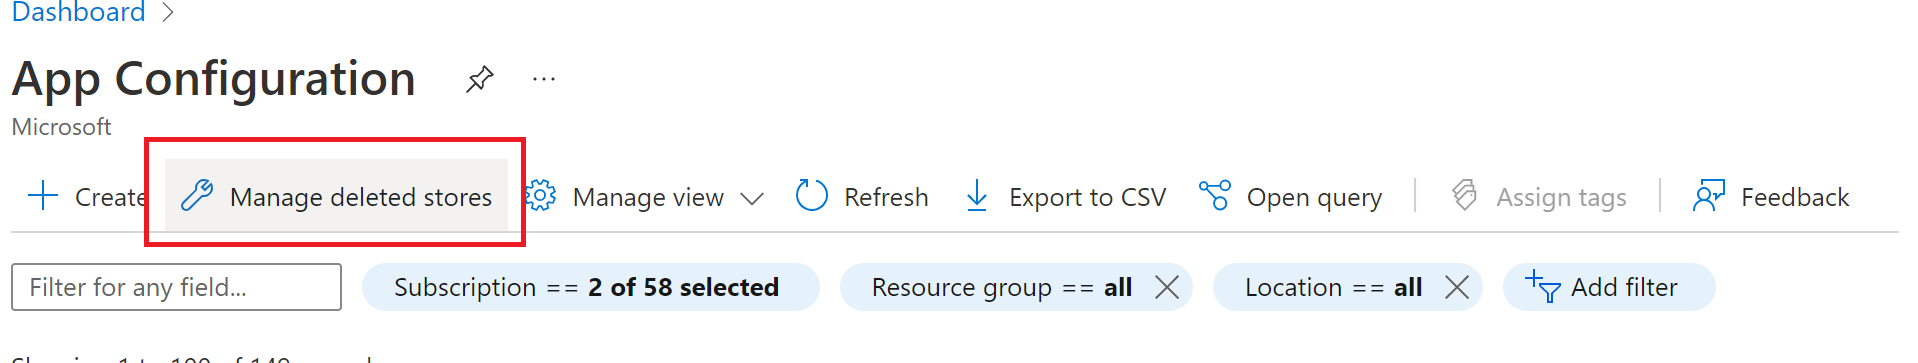 Dashboard
App Configuration
Microsoft
Create Manage deleted stores Manage view Refresh Export to CSV Open query Assign tags Feedback
Filter for any field... Subscription == 2 of 58 selected Resource group == all Location == all Add filter